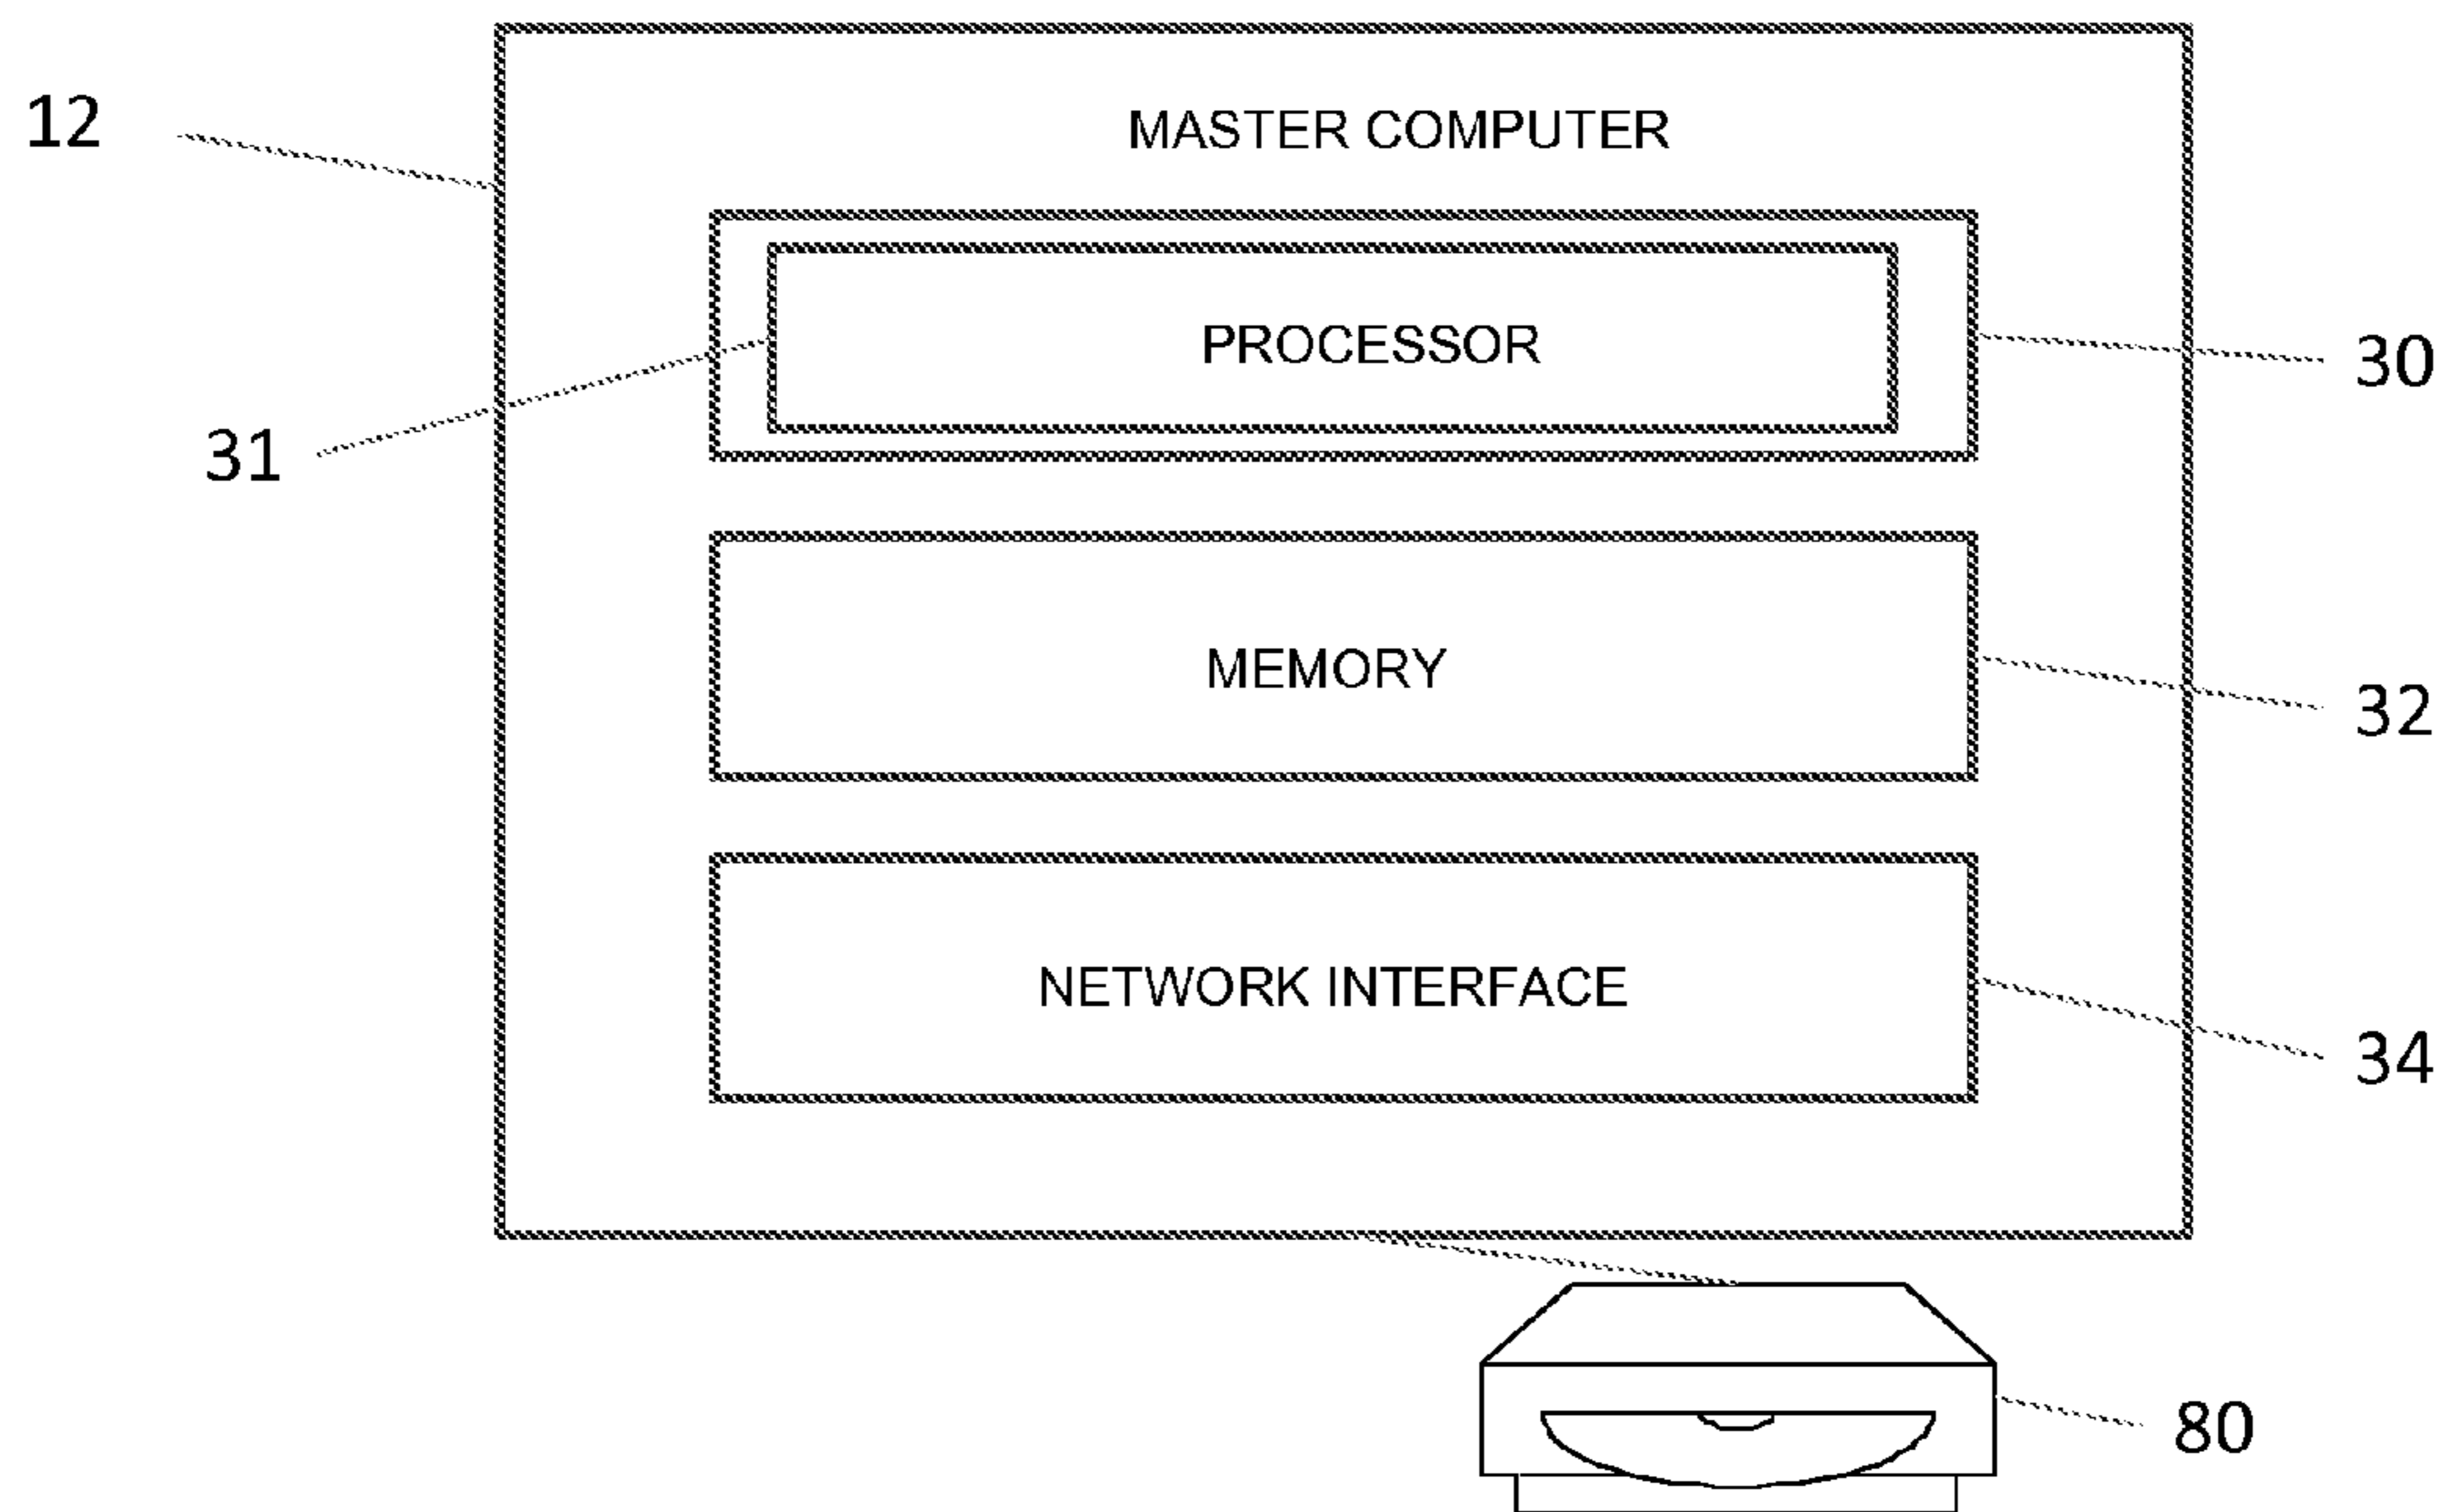 12
MASTER COMPUTER
PROCESSOR
30
31
MEMORY
32
NETWORK INTERFACE
34
80